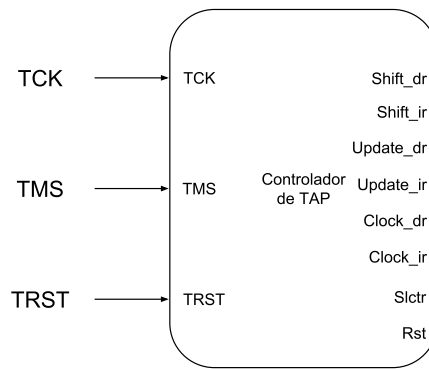 TCK
TCK
Shift_dr
Shift_ir
Update_dr
TMS
TMS
Controlador
de TAP
Update_ir
Clock_dr
Clock_ir
TRST
TRST
Slctr
Rst